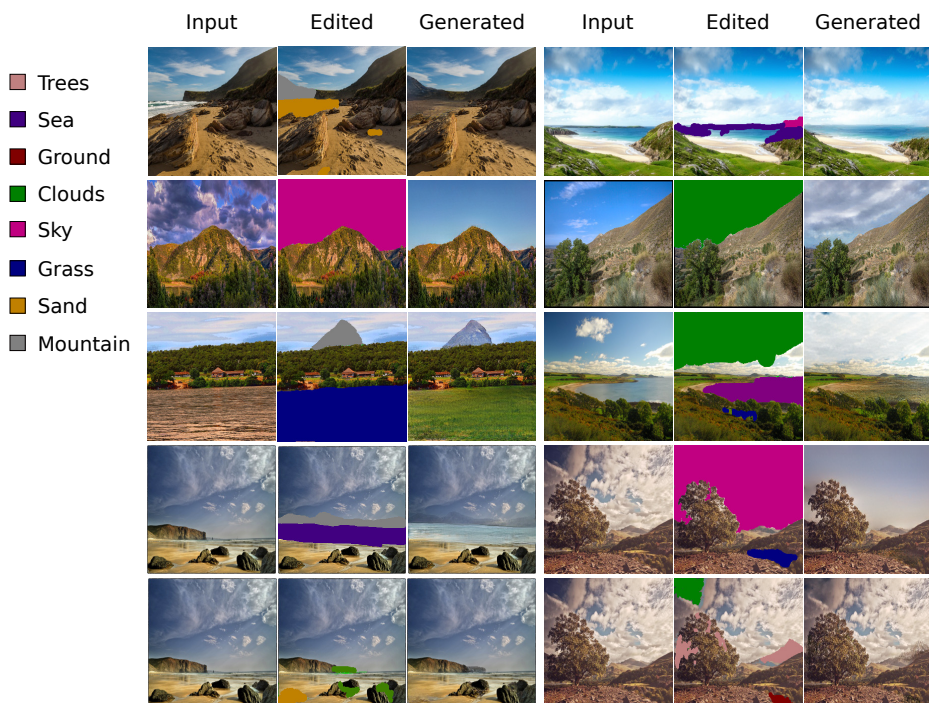 Input Edited Generated Input Edited Generated
Trees
Sea
Ground
Clouds
Sky
Grass
Sand
Mountain